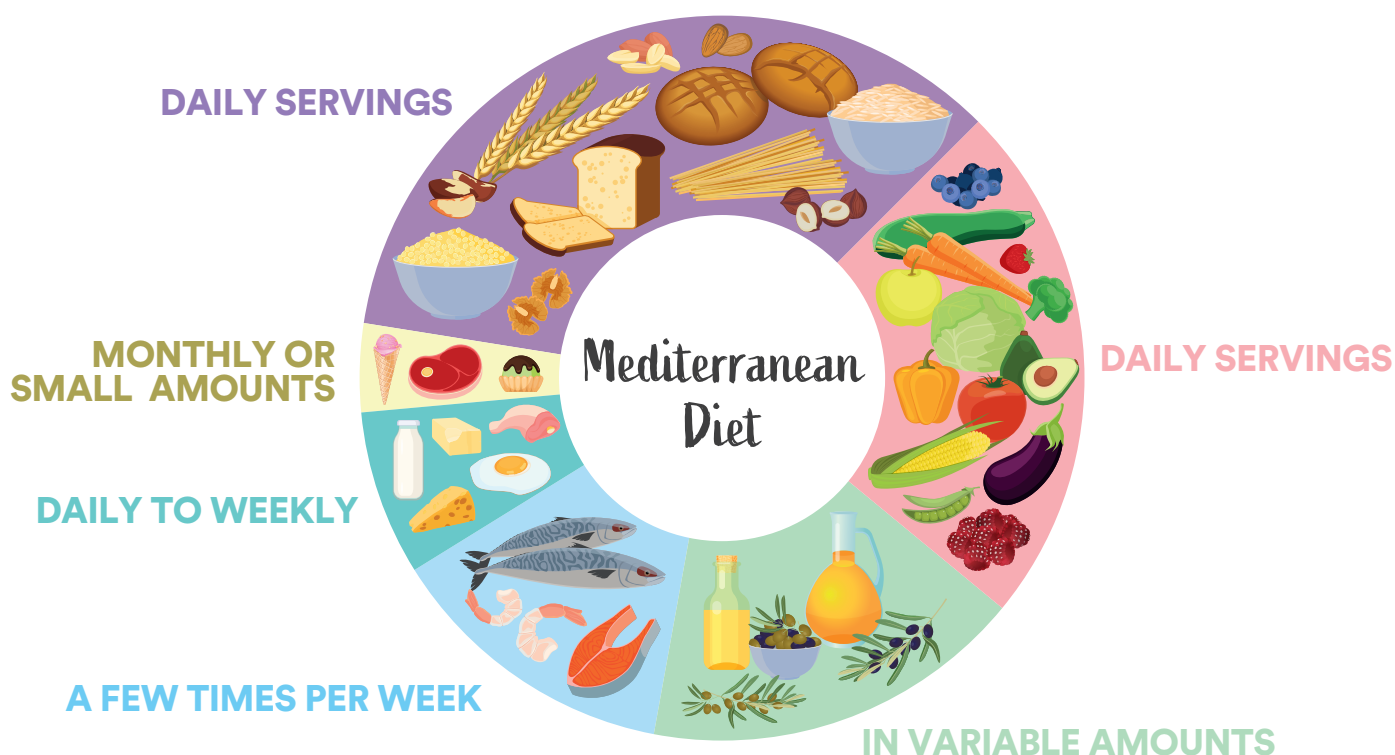 DAILY SERVINGS
MONTHLY OR
SMALL AMOUNTS
Mediterranean
Diet
DAILY SERVINGS
DAILY TO WEEKLY
A FEW TIMES PER WEEK
IN VARIABLE AMOUNTS